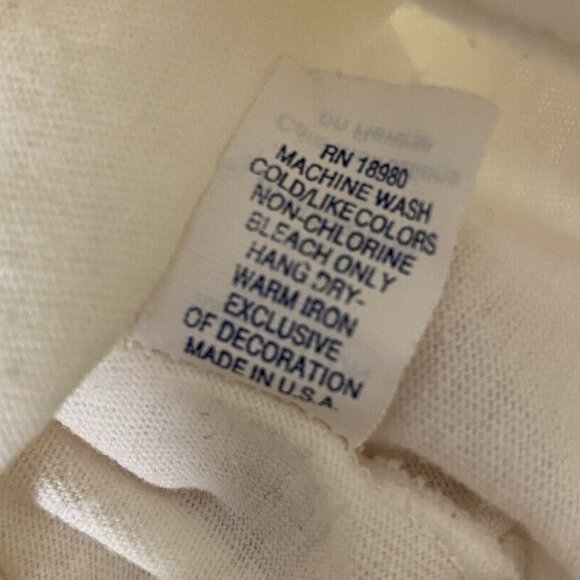 RN 18980
MACHINE WASH
COLD/LIKE COLORS
NON-CHLORINE
BLEACH ONLY
HANG DRY-
WARM IRON
EXCLUSIVE
OF DECORATION
MADE IN U.S.A.